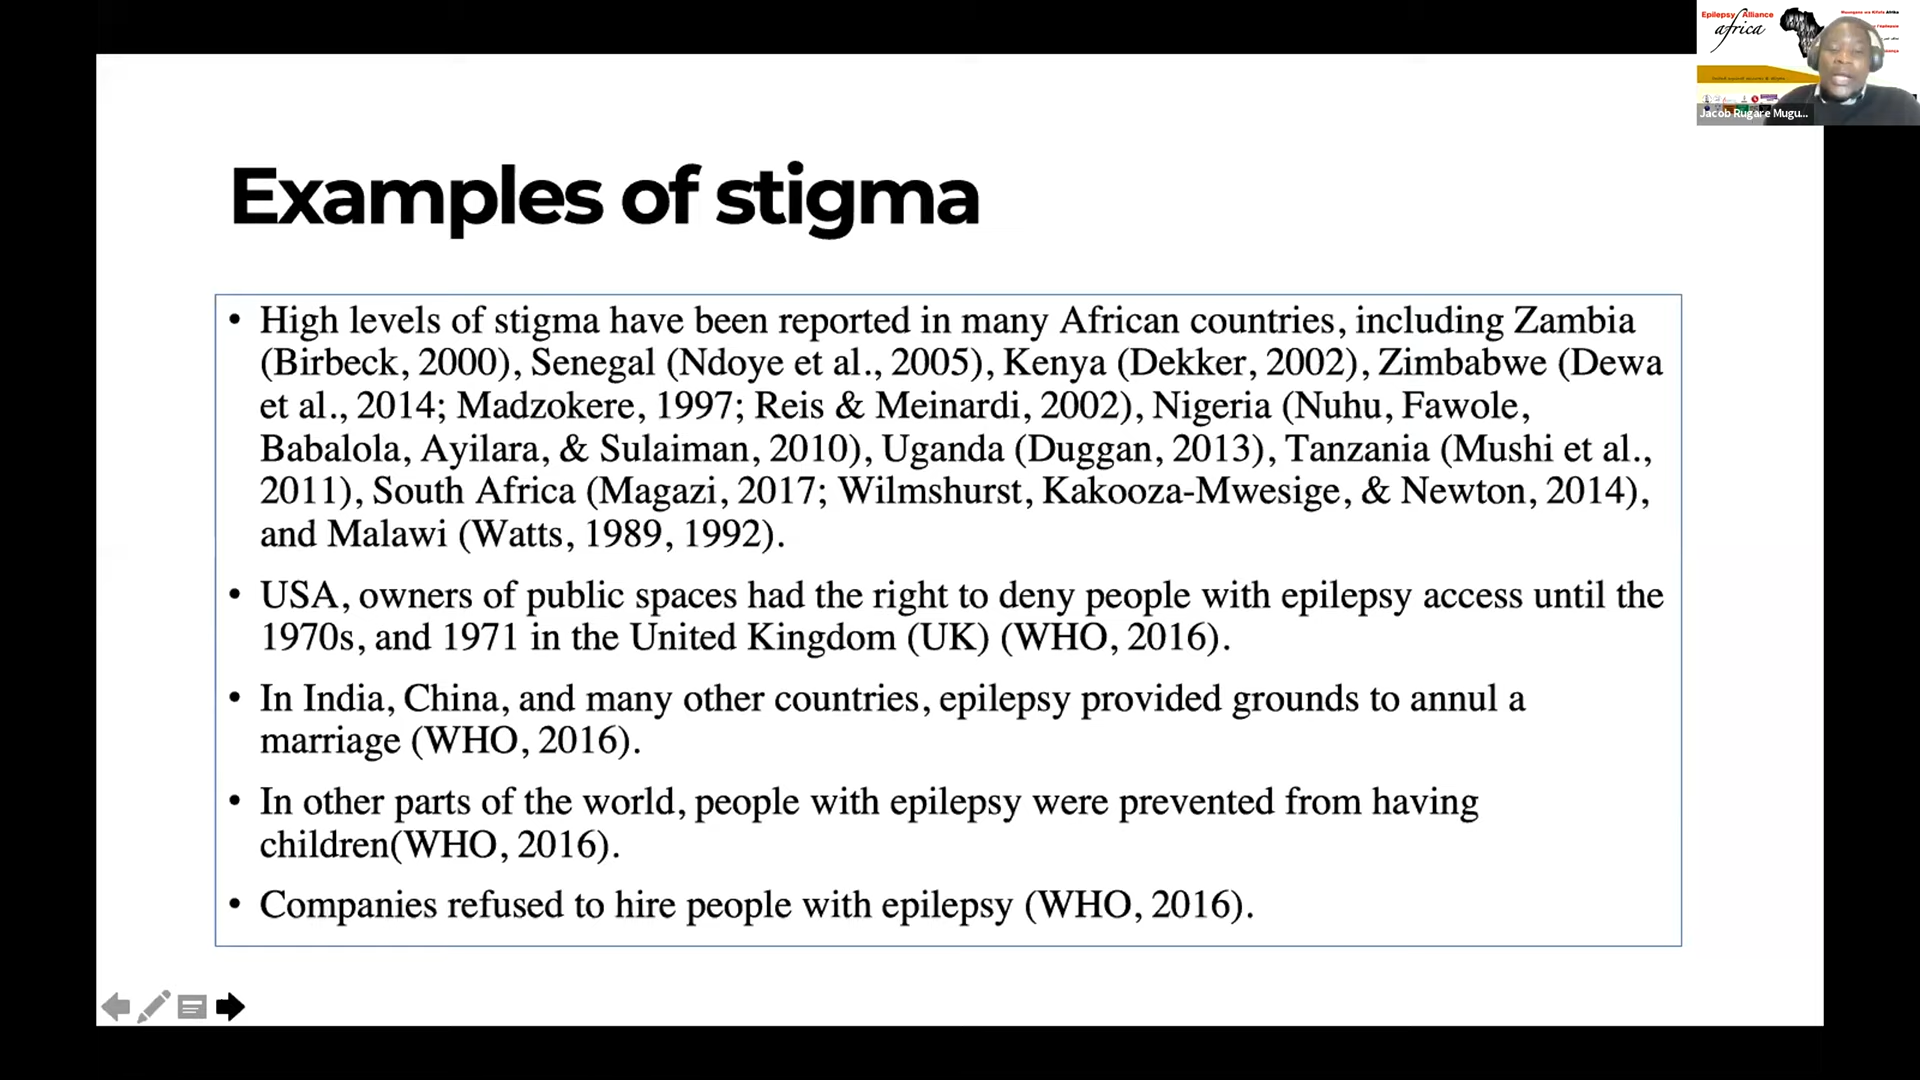 Epilepsy Alliance
africa
Jacob Rugare Mugu...
Examples of stigma
• High levels of stigma have been reported in many African countries, including Zambia
(Birbeck, 2000), Senegal (Ndoye et al., 2005), Kenya (Dekker, 2002), Zimbabwe (Dewa
et al., 2014; Madzokere, 1997; Reis & Meinardi, 2002), Nigeria (Nuhu, Fawole,
Babalola, Ayilara, & Sulaiman, 2010), Uganda (Duggan, 2013), Tanzania (Mushi et al.,
2011), South Africa (Magazi, 2017; Wilmshurst, Kakooza-Mwesige, & Newton, 2014),
and Malawi (Watts, 1989, 1992).
• USA, owners of public spaces had the right to deny people with epilepsy access until the
1970s, and 1971 in the United Kingdom (UK) (WHO, 2016).
• In India, China, and many other countries, epilepsy provided grounds to annul a
marriage (WHO, 2016).
• In other parts of the world, people with epilepsy were prevented from having
children(WHO, 2016).
• Companies refused to hire people with epilepsy (WHO, 2016).